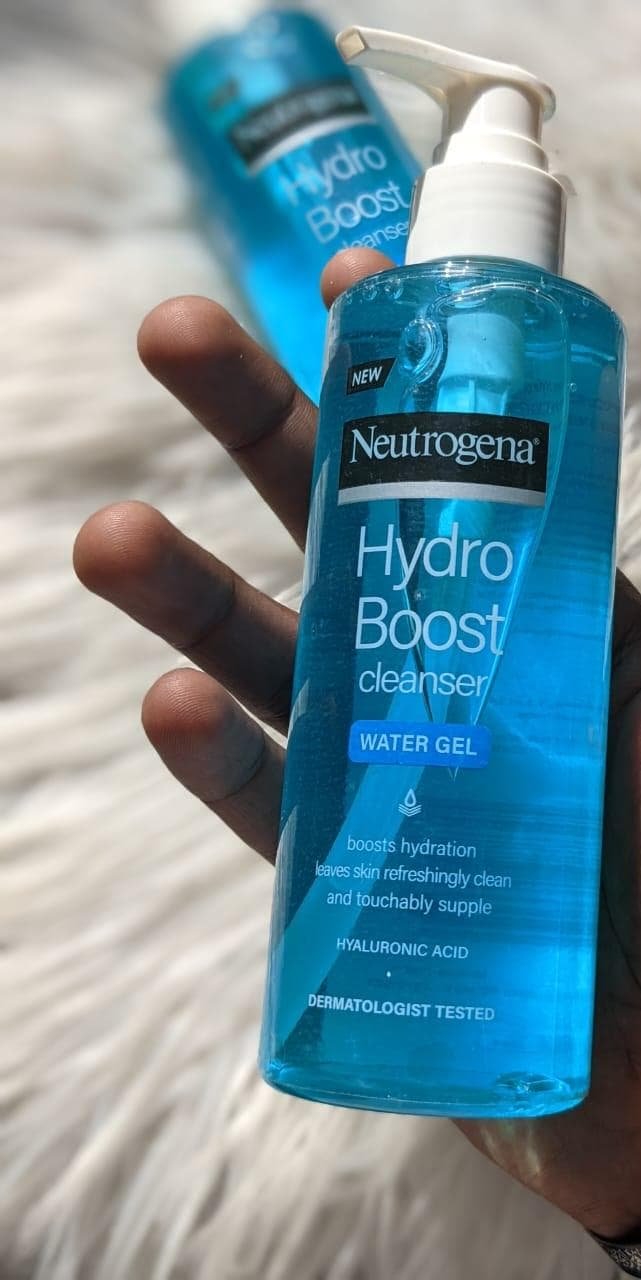 Neutrogena
Hydro
Boost
cleanser
NEW
Neutrogena®
Hydro
Boost
cleanser
WATER GEL
boosts hydration
leaves skin refreshingly clean
and touchably supple
HYALURONIC ACID
•
DERMATOLOGIST TESTED